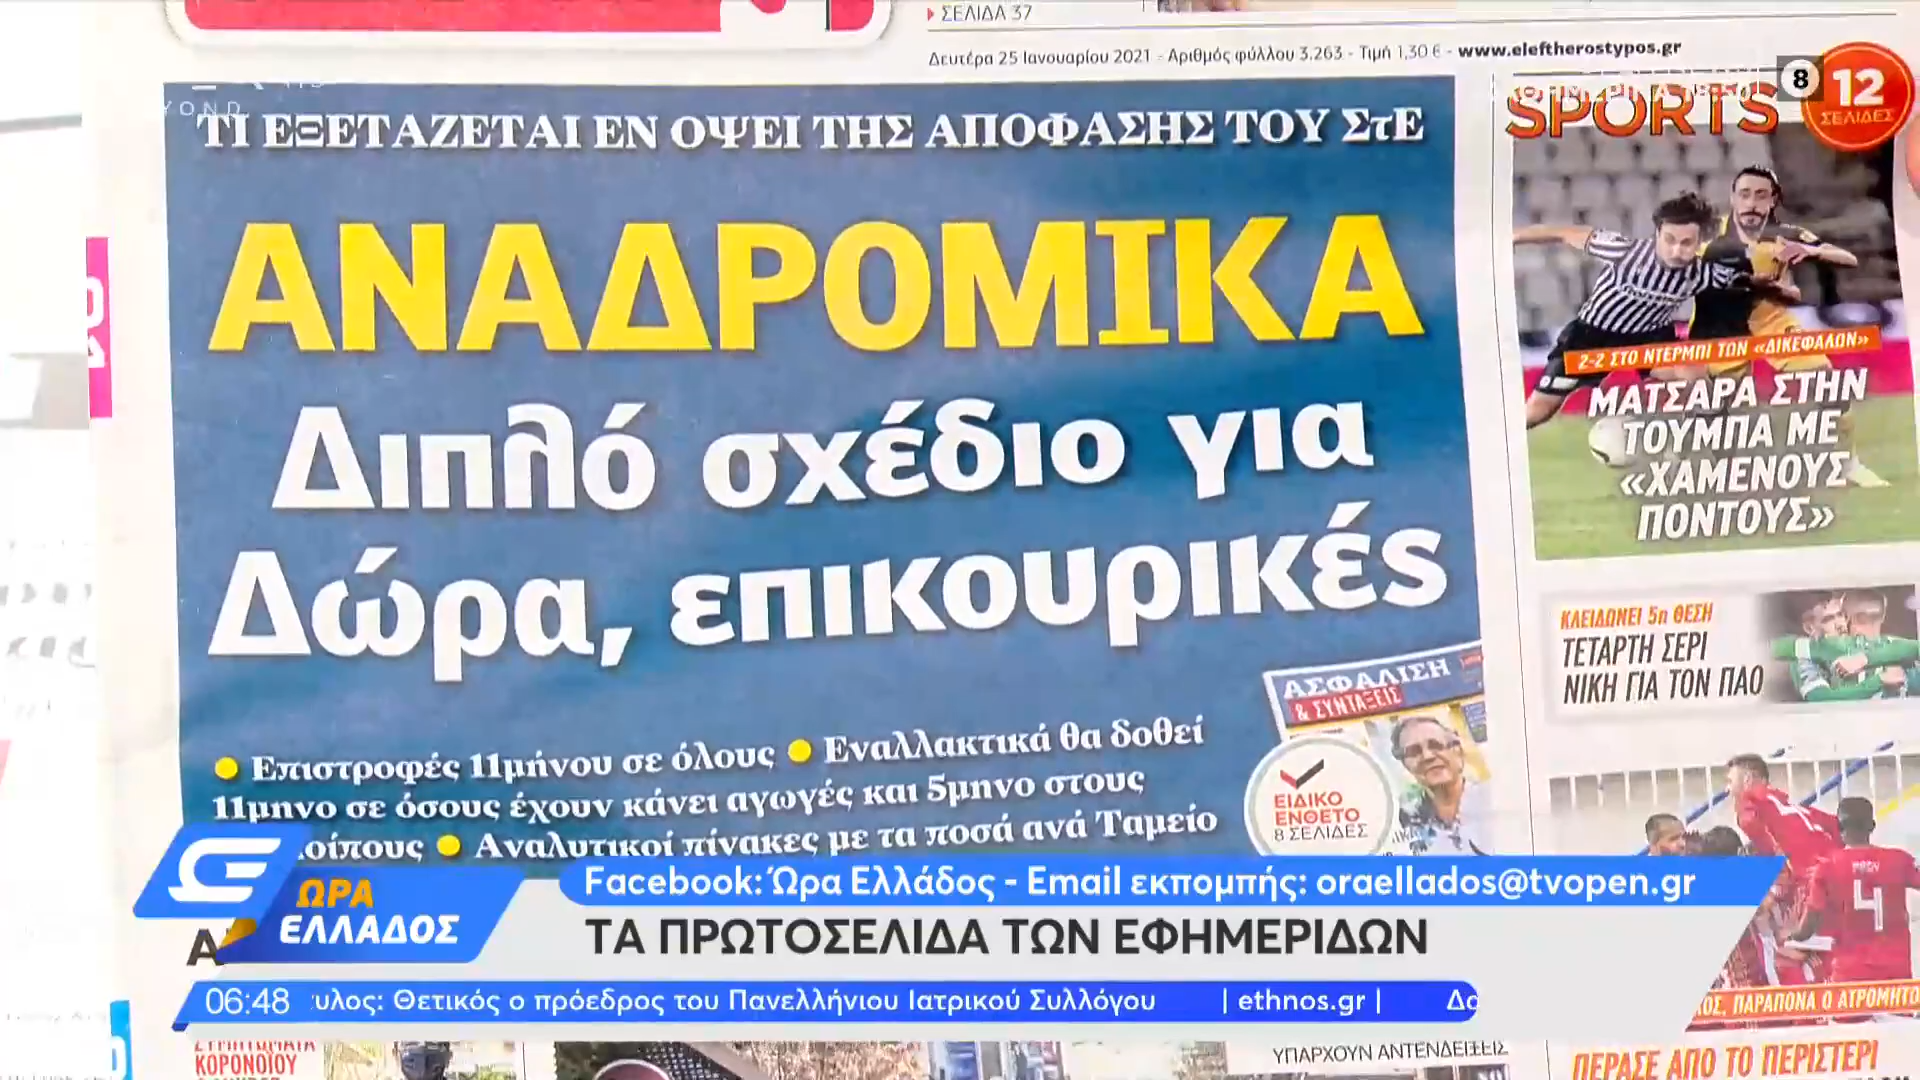 ΣΕΛΙΔΑ 37
Δευτέρα 25 Ιανουαρίου 2021 - Αριθμός φύλλου 3.263 - Τιμή 1,30 € - www.eleftherostypos.gr
8
SPORTS
12
ΣΕΛΙΔΕΣ
ΤΙ ΕΞΕΤΑΖΕΤΑΙ ΕΝ ΟΨΕΙ ΤΗΣ ΑΠΟΦΑΣΗΣ ΤΟΥ ΣτΕ
ΑΝΑΔΡΟΜΙΚΑ
Διπλό σχέδιο για
Δώρα, επικουρικές
ΑΣΦΑΛΙΣΗ
& ΣΥΝΤΑΞΕΙΣ
ΕΙΔΙΚΟ
ΕΝΘΕΤΟ
8 ΣΕΛΙΔΕΣ
● Επιστροφές 11μήνου σε όλους ● Εναλλακτικά θα δοθεί
11μηνο σε όσους έχουν κάνει αγωγές και 5μηνο στους
● Αναλυτικοί πίνακες με τα ποσά ανά Ταμείο
2-2 ΣΤΟ ΝΤΕΡΜΠΙ ΤΩΝ «ΔΙΚΕΦΑΛΩΝ»
ΜΑΤΣΑΡΑ ΣΤΗΝ
ΤΟΥΜΠΑ ΜΕ
«ΧΑΜΕΝΟΥΣ
ΠΟΝΤΟΥΣ»
ΚΛΕΙΔΩΝΕΙ 5η ΘΕΣΗ
ΤΕΤΑΡΤΗ ΣΕΡΙ
ΝΙΚΗ ΓΙΑ ΤΟΝ ΠΑΟ
4
ΠΑΡΑΠΟΝΑ Ο ΑΤΡΟΜΗΤΟ
ΠΕΡΑΣΕ ΑΠΟ ΤΟ ΠΕΡΙΣΤΕΡΙ
ΩΡΑ
ΕΛΛΑΔΟΣ
Facebook: Ώρα Ελλάδος - Email εκπομπής: oraellados@tvopen.gr
ΤΑ ΠΡΩΤΟΣΕΛΙΔΑ ΤΩΝ ΕΦΗΜΕΡΙΔΩΝ
06:48 υλος: Θετικός ο πρόεδρος του Πανελλήνιου Ιατρικού Συλλόγου | ethnos.gr |
ΣΥΜΠΤΩΜΑΤΑ
ΚΟΡΟΝΟΪΟΥ
ΥΠΑΡΧΟΥΝ ΑΝΤΕΝΔΕΙΞΕΙΣ